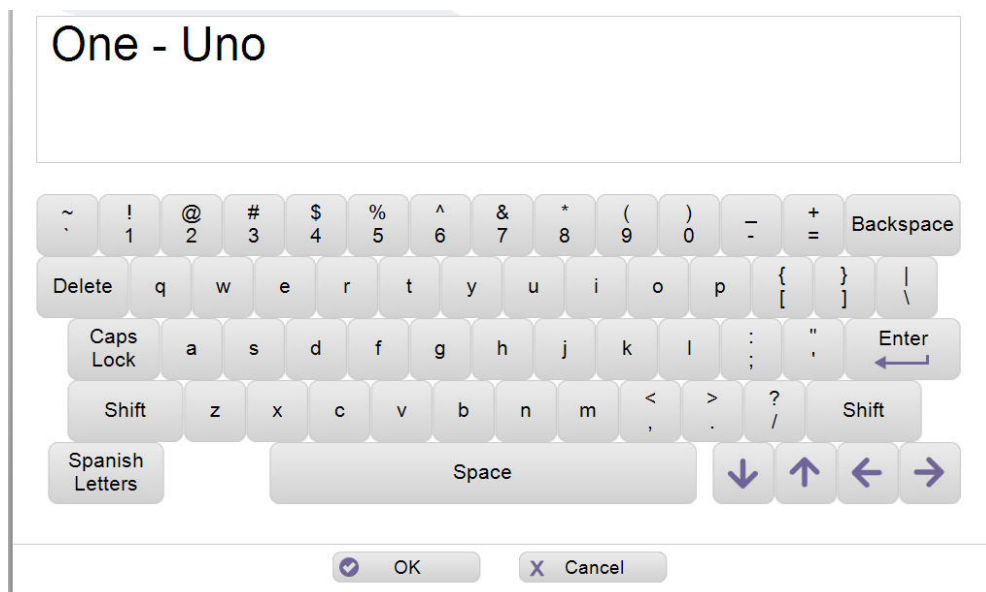 One - Uno
~ ! @ # $ % ^ & * ( ) _ +
` 1 2 3 4 5 6 7 8 9 0 - = Backspace
Delete q w e r t y u i o p { } |
[ ] \
Caps Lock a s d f g h j k l : " Enter
; '
Shift z x c v b n m < > ? Shift
, . /
Spanish Letters Space
OK X Cancel